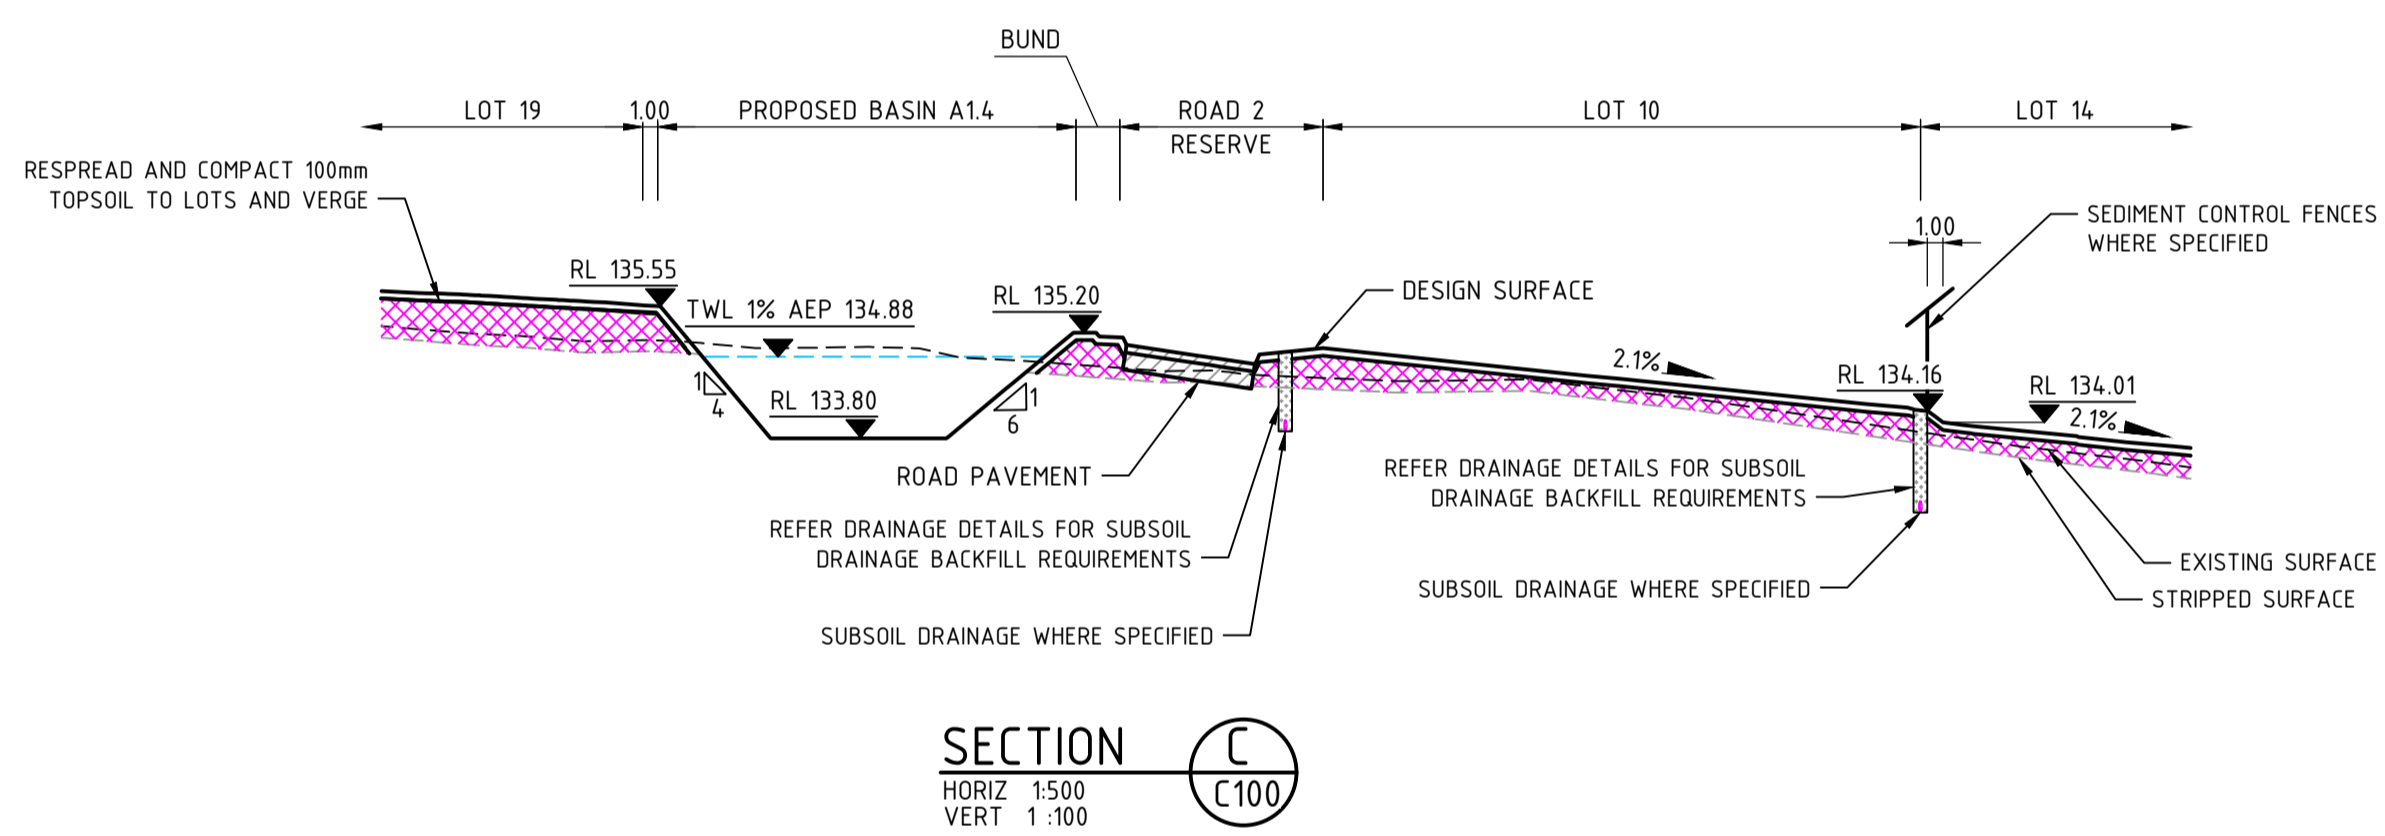 BUND
LOT 19
1.00
PROPOSED BASIN A1.4
ROAD 2
RESERVE
LOT 10
LOT 14
RESPREAD AND COMPACT 100mm
TOPSOIL TO LOTS AND VERGE
SEDIMENT CONTROL FENCES
WHERE SPECIFIED
1.00
RL 135.55
TWL 1% AEP 134.88
RL 135.20
DESIGN SURFACE
2.1%
RL 134.16
RL 134.01
2.1%
1
4
RL 133.80
1
6
ROAD PAVEMENT
REFER DRAINAGE DETAILS FOR SUBSOIL
DRAINAGE BACKFILL REQUIREMENTS
REFER DRAINAGE DETAILS FOR SUBSOIL
DRAINAGE BACKFILL REQUIREMENTS
SUBSOIL DRAINAGE WHERE SPECIFIED
SUBSOIL DRAINAGE WHERE SPECIFIED
EXISTING SURFACE
STRIPPED SURFACE
SECTION
C
C100
HORIZ 1:500
VERT 1 :100